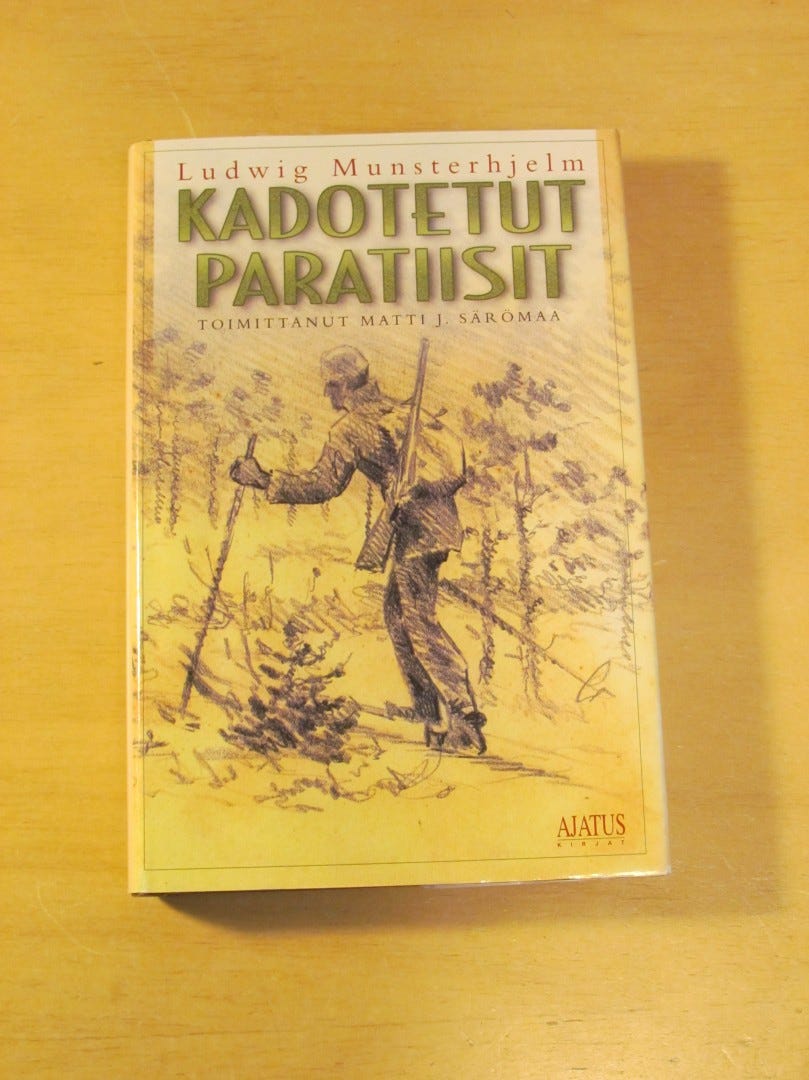 Ludwig Munsterhjelm
KADOTETUT
PARATIISIT
TOIMITTANUT MATTI J. SÄRÖMAA
AJATUS
KIRJAT